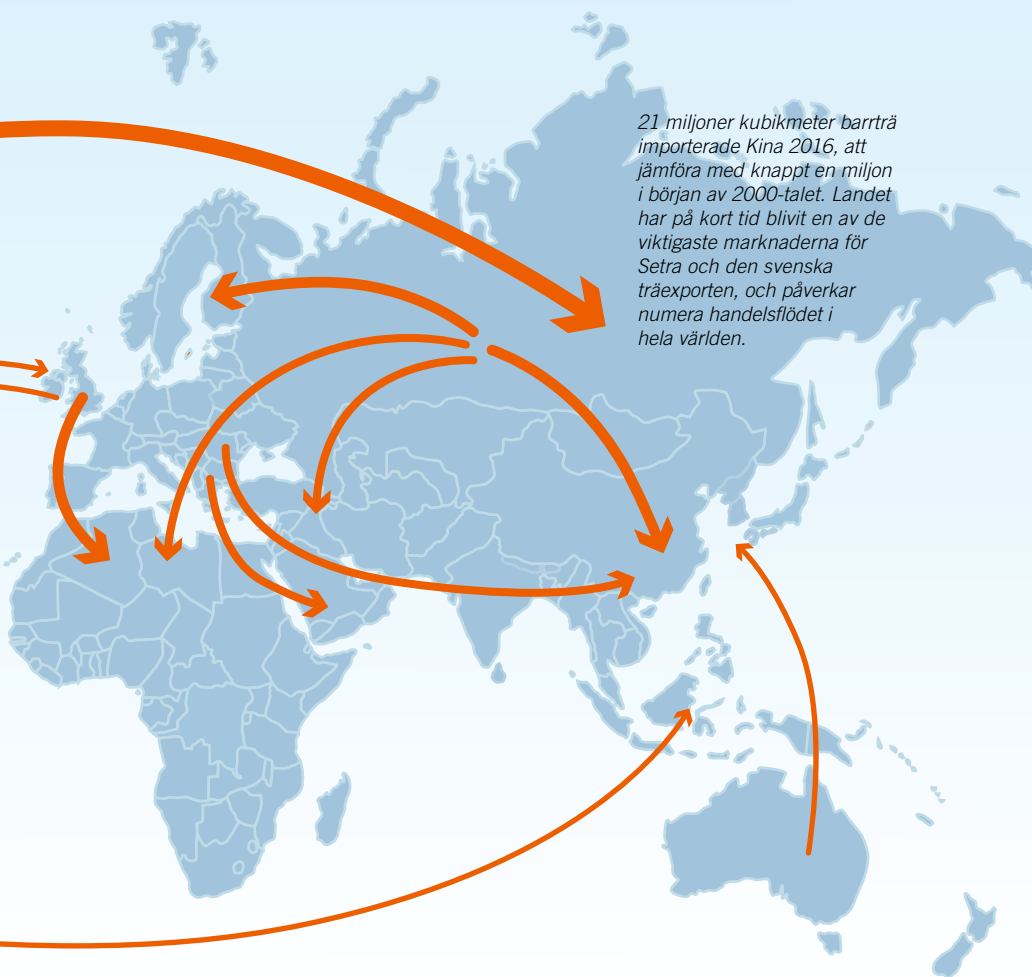 21 miljoner kubikmeter barrträ
importerade Kina 2016, att
jämföra med knappt en miljon
i början av 2000-talet. Landet
har på kort tid blivit en av de
viktigaste marknaderna för
Setra och den svenska
träexporten, och påverkar
numera handelsflödet i
hela världen.